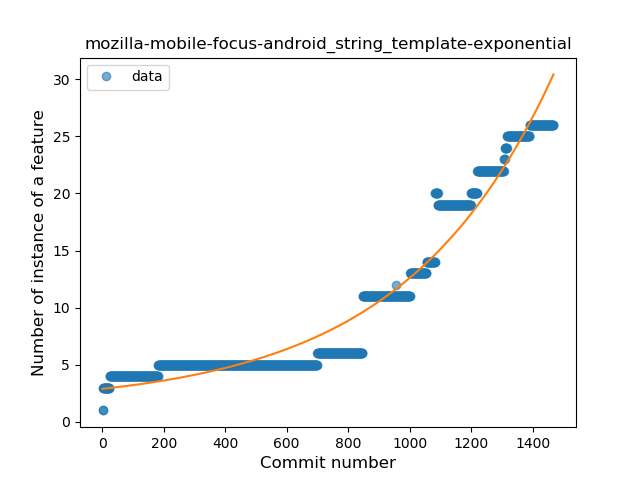 mozilla-mobile-focus-android_string_template-exponential
data
Number of instance of a feature
30
25
20
15
10
5
0
0 200 400 600 800 1000 1200 1400
Commit number